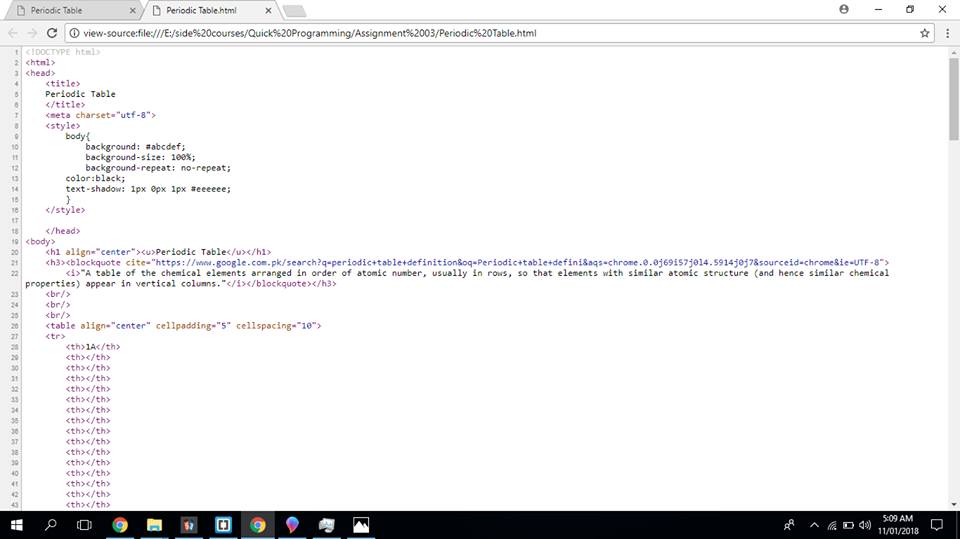 Periodic Table
Periodic Table.html
view-source:file:///E:/side%20courses/Quick%20Programming/Assignment%2003/Periodic%20Table.html
1 <!DOCTYPE html>
2 <html>
3 <head>
4 <title>
5 Periodic Table
6 </title>
7 <meta charset="utf-8">
8 <style>
9 body{
10 background: #abcdef;
11 background-size: 100%;
12 background-repeat: no-repeat;
13 color:black;
14 text-shadow: 1px 0px 1px #eeeeee;
15 }
16 </style>
17
18 </head>
19 <body>
20 <h1 align="center"><u>Periodic Table</u></h1>
21 <h3><blockquote cite="https://www.google.com.pk/search?q=periodic+table+definition&oq=Periodic+table+defini&aqs=chrome.0.0j69i57j0l4.5914j0j7&sourceid=chrome&ie=UTF-8">
22 <i>"A table of the chemical elements arranged in order of atomic number, usually in rows, so that elements with similar atomic structure (and hence similar chemical
properties) appear in vertical columns."</i></blockquote></h3>
23 <br/>
24 <br/>
25 <br/>
26 <table align="center" cellpadding="5" cellspacing="10">
27 <tr>
28 <th>1A</th>
29 <th></th>
30 <th></th>
31 <th></th>
32 <th></th>
33 <th></th>
34 <th></th>
35 <th></th>
36 <th></th>
37 <th></th>
38 <th></th>
39 <th></th>
40 <th></th>
41 <th></th>
42 <th></th>
43 <th></th>
5:09 AM
11/01/2018